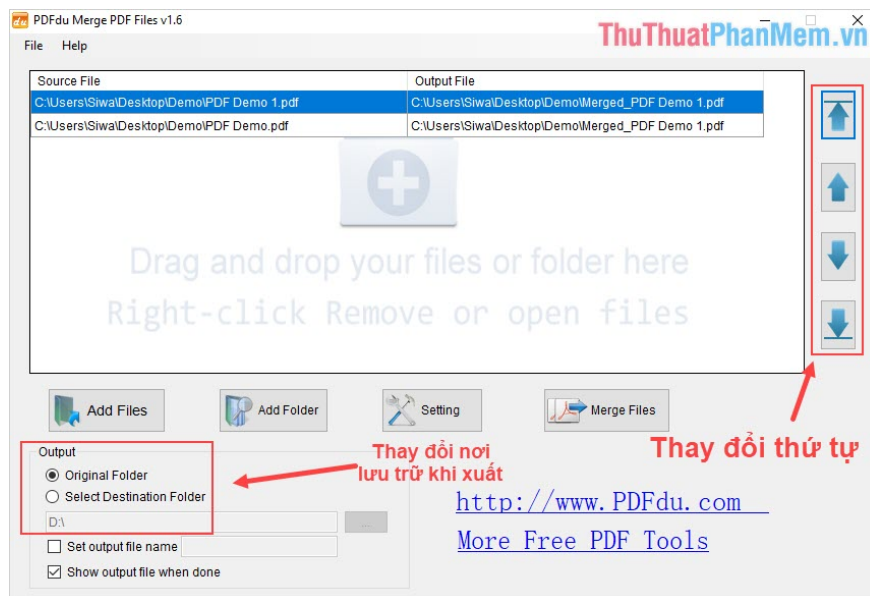 du PDFdu Merge PDF Files v1.6
ThuThuatPhanMem.vn
File Help
Source File Output File
C:\Users\Siwa\Desktop\Demo\PDF Demo 1.pdf C:\Users\Siwa\Desktop\Demo\Merged_PDF Demo 1.pdf
C:\Users\Siwa\Desktop\Demo\PDF Demo.pdf C:\Users\Siwa\Desktop\Demo\Merged_PDF Demo 1.pdf
Drag and drop your files or folder here
Right-click Remove or open files
Add Files Add Folder Setting Merge Files
Thay đổi thứ tự
Output
Thay đổi nơi
lưu trữ khi xuất
Original Folder
Select Destination Folder
D:\ ...
Set output file name
Show output file when done
http://www.PDFdu.com
More Free PDF Tools